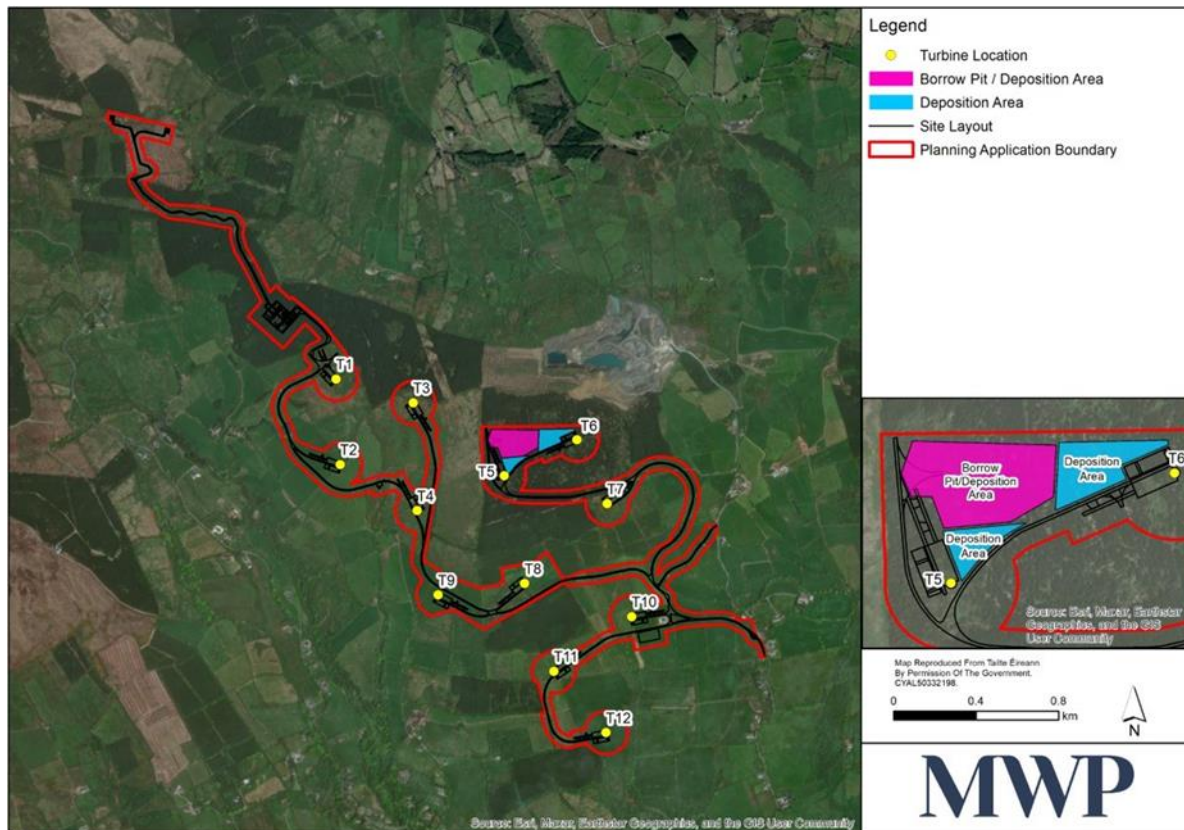 T1
T3
T2
T6
T5
T7
T4
T8
T9
T10
T11
T12
Source: Esri, Maxar, Earthstar Geographics, and the GIS User Community
Legend
Turbine Location
Borrow Pit / Deposition Area
Deposition Area
Site Layout
Planning Application Boundary
Borrow
Pit/Deposition
Area
Deposition
Area
T6
Deposition
Area
T5
Source: Esri, Maxar, Earthstar
Geographics, and the GIS
User Community
Map Reproduced From Tailte Éireann
By Permission Of The Government.
CYAL50332198.
0 0.4 0.8
km
N
MWP